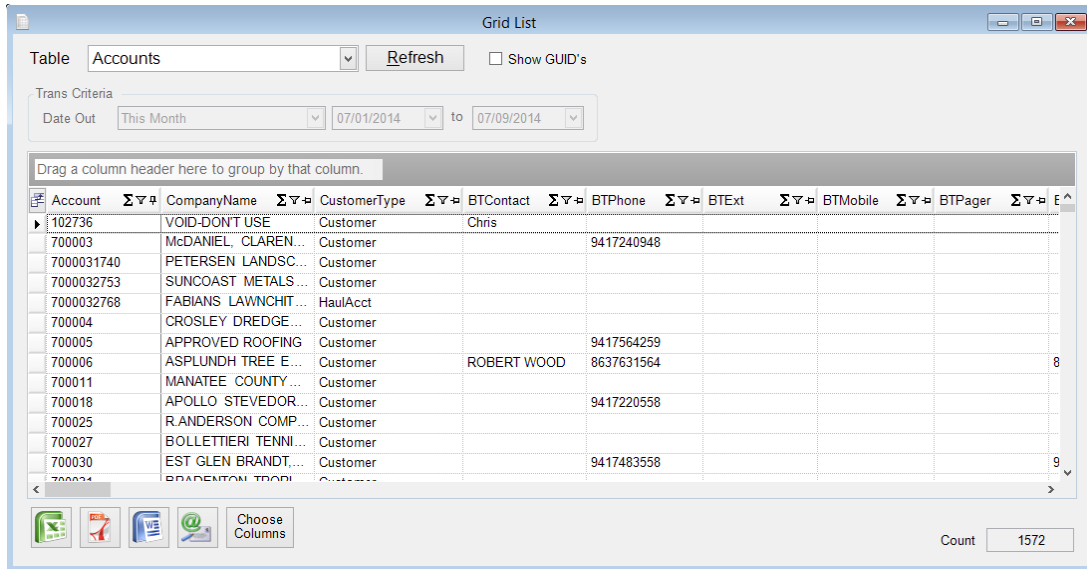 Grid List
Table Accounts Refresh Show GUID's
Trans Criteria
Date Out This Month 07/01/2014 to 07/09/2014
Drag a column header here to group by that column.
Account CompanyName CustomerType BTContact BTPhone BTExt BTMobile BTPager
102736 VOID-DON'T USE Customer Chris
700003 McDANIEL, CLAREN... Customer 9417240948
7000031740 PETERSEN LANDSC... Customer
7000032753 SUNCOAST METALS... Customer
7000032768 FABIANS LAWNCHIT... HaulAcct
700004 CROSLEY DREDGE... Customer
700005 APPROVED ROOFING Customer 9417564259
700006 ASPLUNDH TREE E... Customer ROBERT WOOD 8637631564 8
700011 MANATEE COUNTY... Customer
700018 APOLLO STEVEDOR... Customer 9417220558
700025 R.ANDERSON COMP... Customer
700027 BOLLETTIERI TENNI... Customer
700030 EST GLEN BRANDT,... Customer 9417483558 9
Choose
Columns
Count 1572